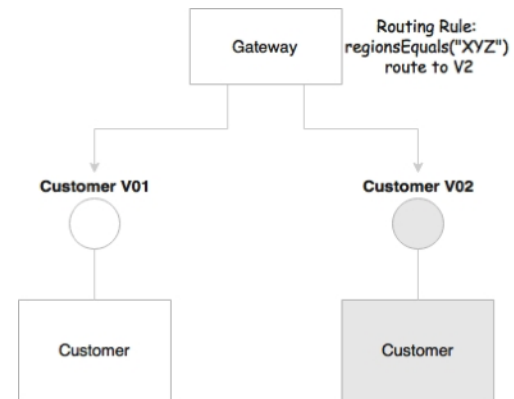 Gateway
Routing Rule:
regionsEquals("XYZ")
route to V2
Customer V01
Customer V02
Customer
Customer